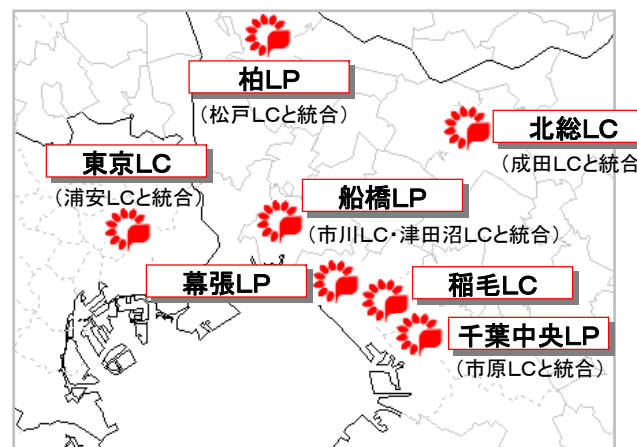 柏LP
(松戸LCと統合)
北総LC
(成田LCと統合
東京LC
(浦安LCと統合)
船橋LP
(市川LC・津田沼LCと統合)
幕張LP
稲毛LC
千葉中央LP
(市原LCと統合)